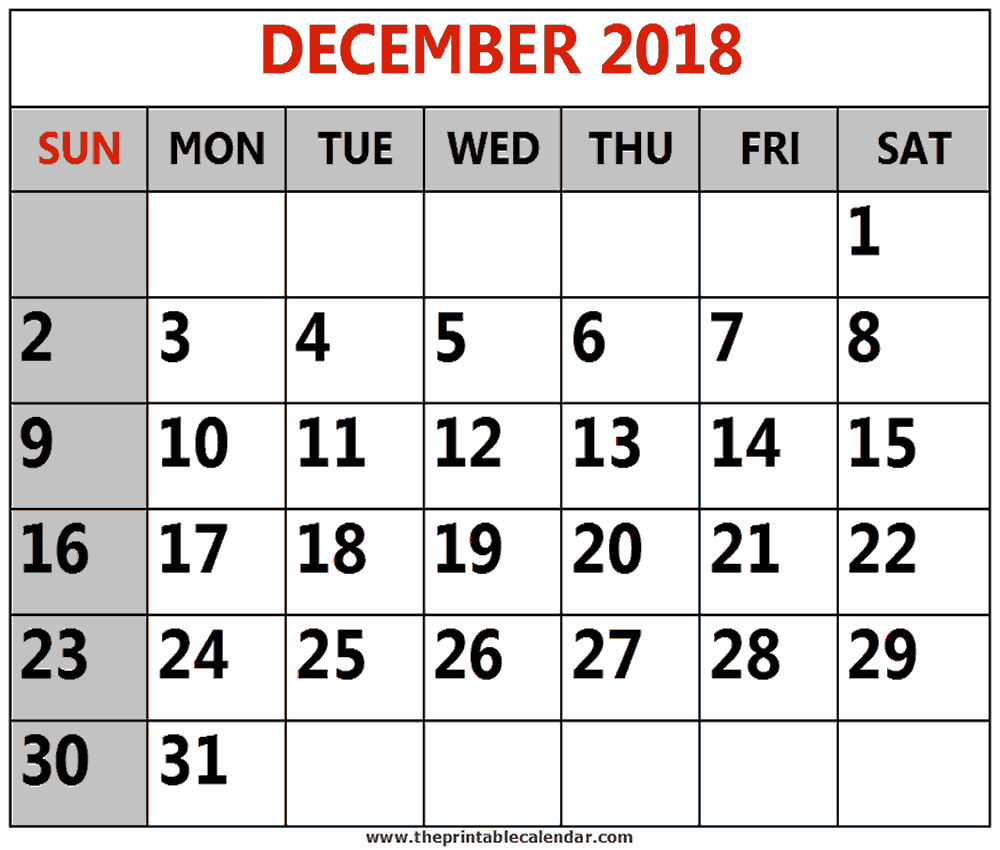 DECEMBER 2018
SUN MON TUE WED THU FRI SAT
1
2 3 4 5 6 7 8
9 10 11 12 13 14 15
16 17 18 19 20 21 22
23 24 25 26 27 28 29
30 31
www.theprintablecalendar.com